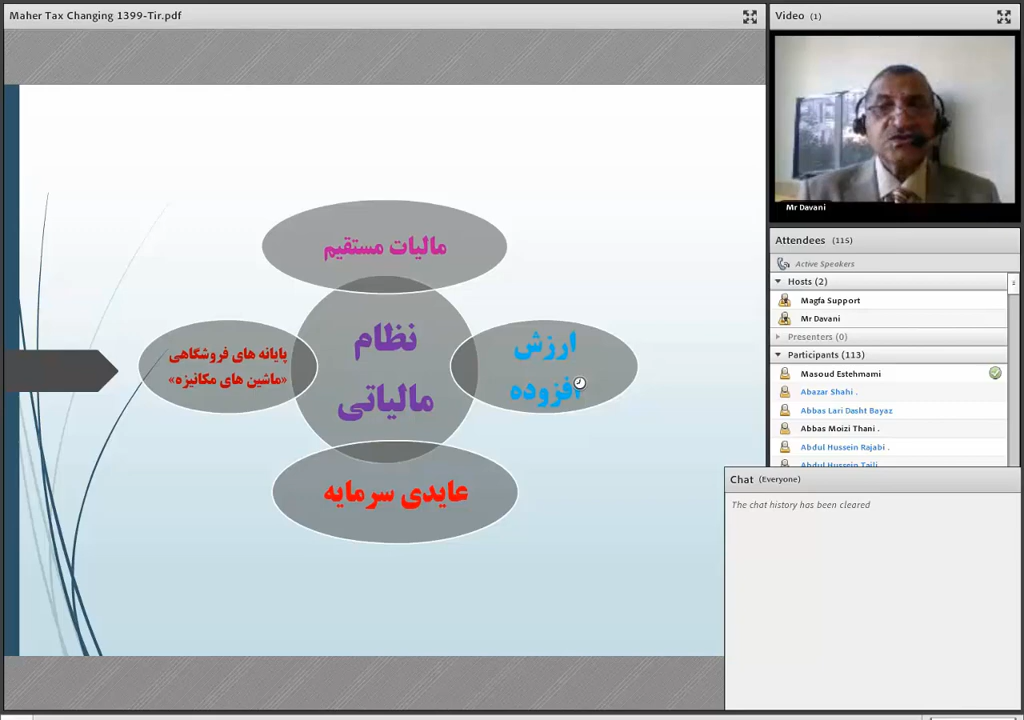 Maher Tax Changing 1399-Tir.pdf
مالیات مستقیم
نظام
مالیاتی
ارزش
افزوده
پایانه های فروشگاهی
«ماشین های مکانیزه»
عایدی سرمایه
Video (1)
Mr Davani
Attendees (115)
Active Speakers
Hosts (2)
Magfa Support
Mr Davani
Presenters (0)
Participants (113)
Masoud Estehmami
Abazar Shahi .
Abbas Lari Dasht Bayaz
Abbas Moizi Thani .
Abdul Hussein Rajabi .
Abdul Hussein
Chat (Everyone)
The chat history has been cleared